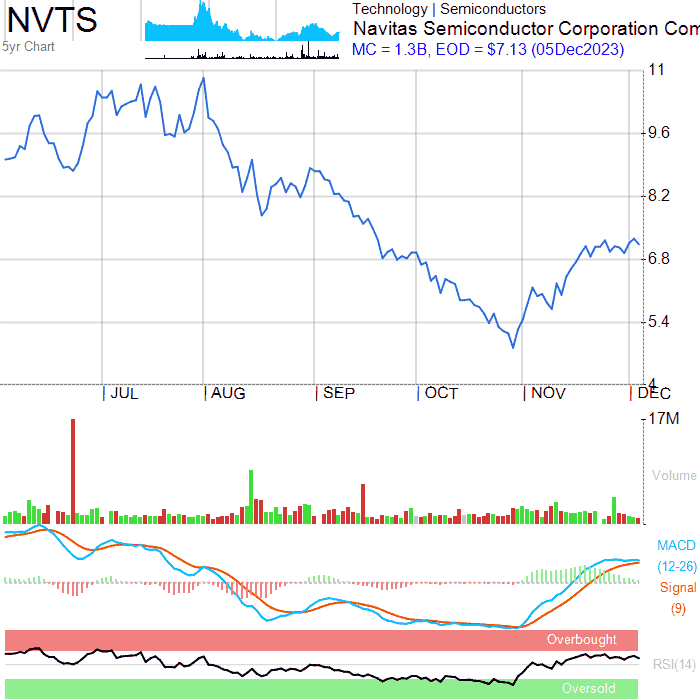 NVTS
5yr Chart
Technology | Semiconductors
Navitas Semiconductor Corporation Com
MC = 1.3B, EOD = $7.13 (05Dec2023)
11
9.6
8.2
6.8
5.4
4
JUL AUG SEP OCT NOV DEC
17M
Volume
MACD
(12-26)
Signal
(9)
Overbought
RSI(14)
Oversold